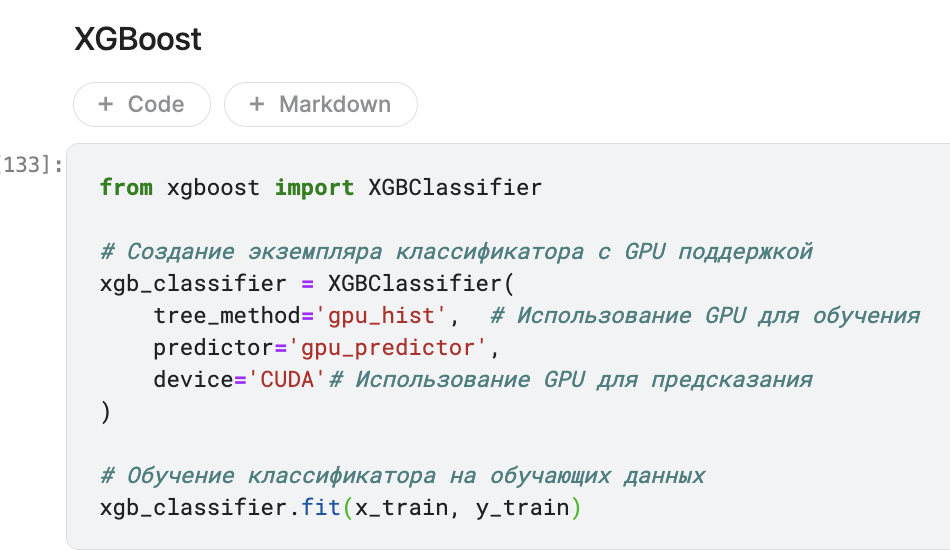 XGBoost
+ Code + Markdown
[133]:
from xgboost import XGBClassifier
# Создание экземпляра классификатора с GPU поддержкой
xgb_classifier = XGBClassifier(
    tree_method='gpu_hist',  # Использование GPU для обучения
    predictor='gpu_predictor',
    device='CUDA'# Использование GPU для предсказания
)
# Обучение классификатора на обучающих данных
xgb_classifier.fit(x_train, y_train)